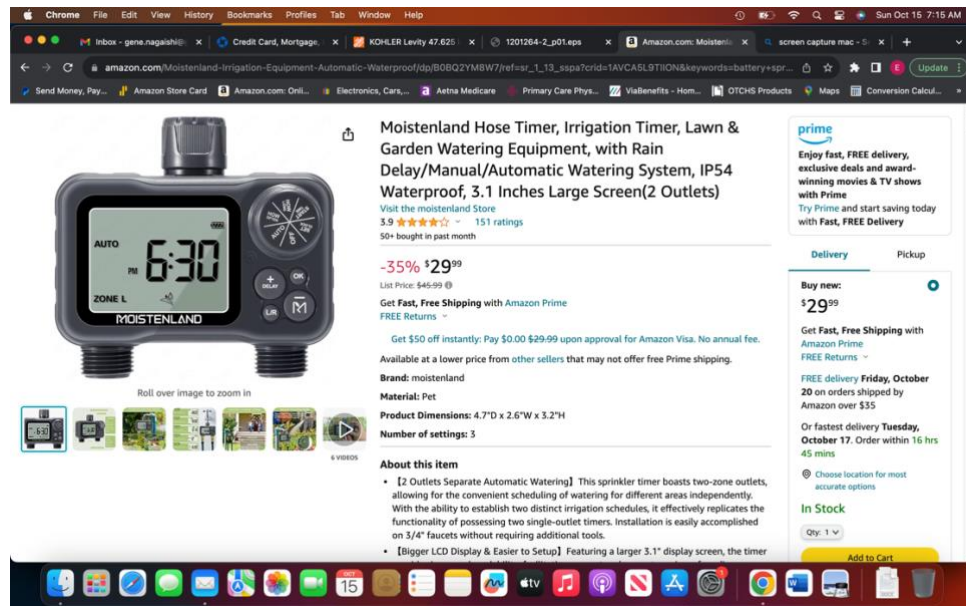 Chrome File Edit View History Bookmarks Profiles Tab Window Help
Sun Oct 15 7:15 AM
Inbox - gene.nagaishi@
Credit Card, Mortgage,
KOHLER Levity 47.625
1201264-2_p01.eps
Amazon.com: Moistenla
screen capture mac - S
amazon.com/Moistenland-Irrigation-Equipment-Automatic-Waterproof/dp/B0BQ2YM8W7/ref=sr_1_13_sspa?crid=1AVCA5L9TIION&keywords=battery+spr...
E
Update
Send Money, Pay...
Amazon Store Card
Amazon.com: Onli...
Electronics, Cars,...
Aetna Medicare
Primary Care Phys...
ViaBenefits - Hom...
OTCHS Products
Maps
Conversion Calcul...
»
AUTO
PM 6:30
ZONE L
AUTO
OFF
+
DELAY
OK
L/R
M
MOISTENLAND
Roll over image to zoom in
6 VIDEOS
Moistenland Hose Timer, Irrigation Timer, Lawn &
Garden Watering Equipment, with Rain
Delay/Manual/Automatic Watering System, IP54
Waterproof, 3.1 Inches Large Screen(2 Outlets)
Visit the moistenland Store
3.9 151 ratings
50+ bought in past month
-35% $2999
List Price: $45.99
Get Fast, Free Shipping with Amazon Prime
FREE Returns
Get $50 off instantly: Pay $0.00 $29.99 upon approval for Amazon Visa. No annual fee.
Available at a lower price from other sellers that may not offer free Prime shipping.
Brand: moistenland
Material: Pet
Product Dimensions: 4.7"D x 2.6"W x 3.2"H
Number of settings: 3
About this item
• 【2 Outlets Separate Automatic Watering】This sprinkler timer boasts two-zone outlets,
allowing for the convenient scheduling of watering for different areas independently.
With the ability to establish two distinct irrigation schedules, it effectively replicates the
functionality of possessing two single-outlet timers. Installation is easily accomplished
on 3/4" faucets without requiring additional tools.
• 【Bigger LCD Display & Easier to Setup】Featuring a larger 3.1" display screen, the timer
prime
Enjoy fast, FREE delivery,
exclusive deals and award-
winning movies & TV shows
with Prime
Try Prime and start saving today
with Fast, FREE Delivery
Delivery Pickup
Buy new:
$2999
Get Fast, Free Shipping with
Amazon Prime
FREE Returns
FREE delivery Friday, October
20 on orders shipped by
Amazon over $35
Or fastest delivery Tuesday,
October 17. Order within 16 hrs
45 mins
Choose location for most
accurate options
In Stock
Qty: 1
Add to Cart
OCT
15
tv
W